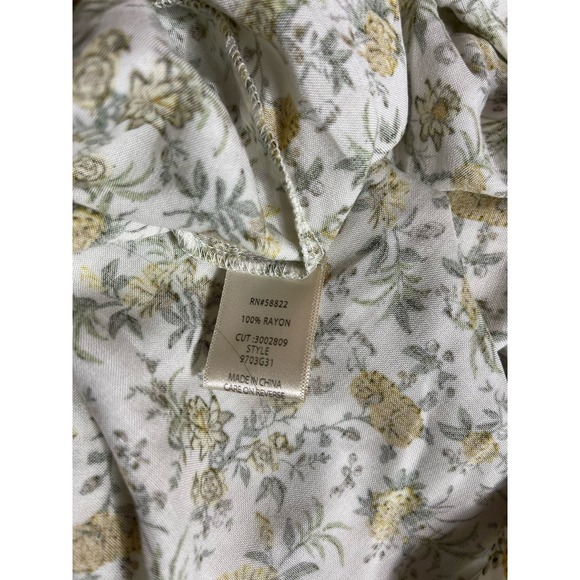 RN#58822
100% RAYON
CUT :3002809
STYLE
9703G31
MADE IN CHINA
CARE ON REVERSE